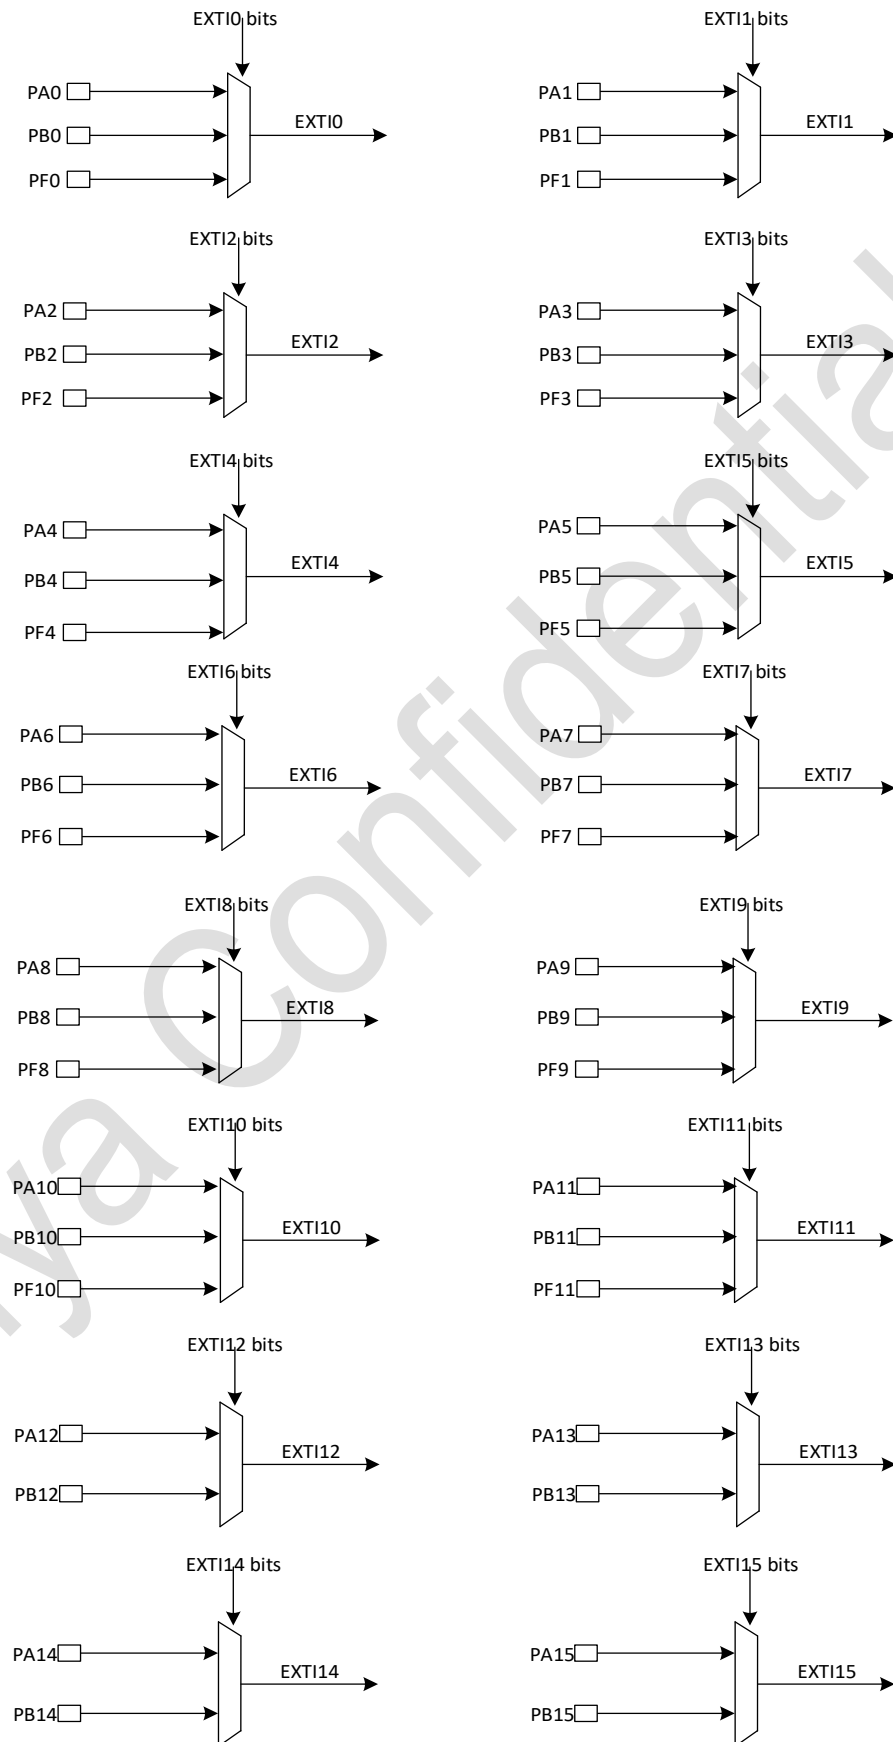 EXTI0 bits
EXTI1 bits
PA0
PA1
EXTI0
EXTI1
PB0
PB1
PF0
PF1
EXTI2 bits
EXTI3 bits
PA2
PA3
EXTI2
EXTI3
PB2
PB3
PF2
PF3
EXTI4 bits
EXTI5 bits
PA4
PA5
EXTI4
EXTI5
PB4
PB5
PF4
PF5
EXTI6 bits
EXTI7 bits
PA6
PA7
EXTI6
EXTI7
PB6
PB7
PF6
PF7
EXTI8 bits
EXTI9 bits
PA8
PA9
EXTI8
EXTI9
PB8
PB9
PF8
PF9
EXTI10 bits
EXTI11 bits
PA10
PA11
EXTI10
EXTI11
PB10
PB11
PF10
PF11
EXTI12 bits
EXTI13 bits
PA12
PA13
EXTI12
EXTI13
PB12
PB13
EXTI14 bits
EXTI15 bits
PA14
PA15
EXTI14
EXTI15
PB14
PB15
ya Confidential